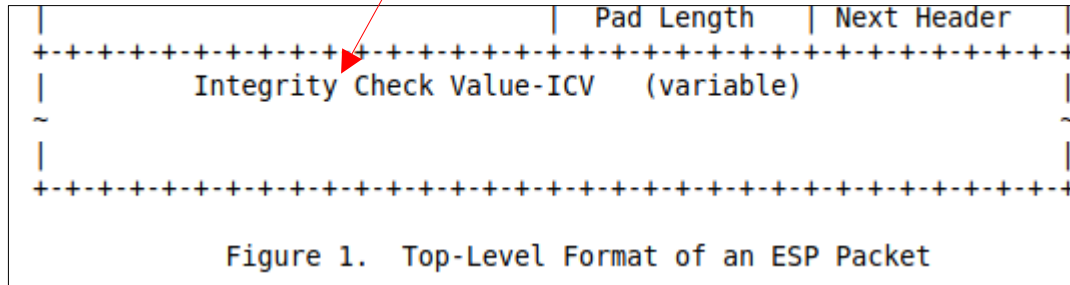 | | Pad Length | Next Header |
+-+-+-+-+-+-+-+-+-+-+-+-+-+-+-+-+-+-+-+-+-+-+-+-+-+-+-+-+-+-+-+-+
| Integrity Check Value-ICV (variable) |
~ ~
| |
+-+-+-+-+-+-+-+-+-+-+-+-+-+-+-+-+-+-+-+-+-+-+-+-+-+-+-+-+-+-+-+-+
Figure 1. Top-Level Format of an ESP Packet